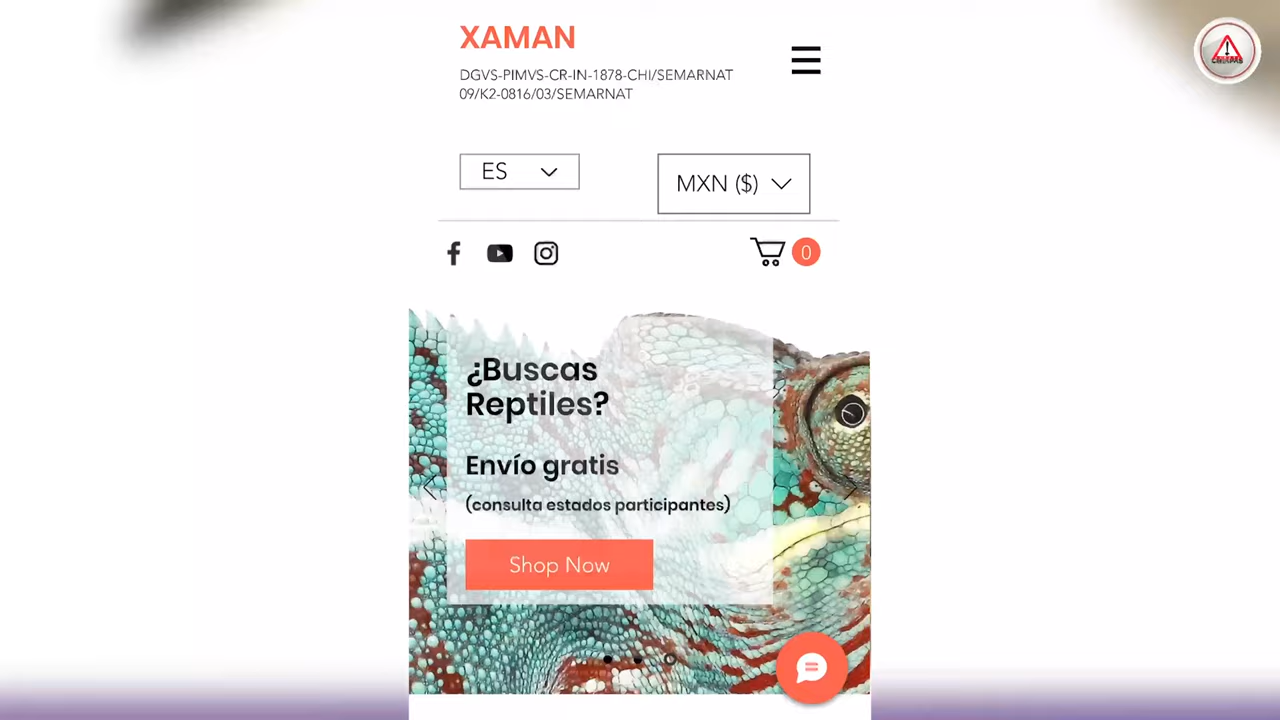 XAMAN
DGVS-PIMVS-CR-IN-1878-CHI/SEMARNAT
09/K2-0816/03/SEMARNAT
ES
MXN ($)
0
¿Buscas
Reptiles?
Envío gratis
(consulta estados participantes)
Shop Now